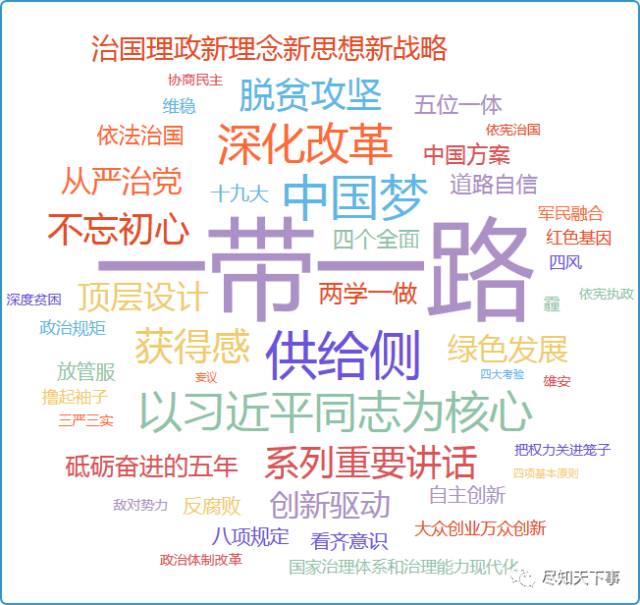 治国理政新理念新思想新战略
协商民主
脱贫攻坚
维稳
五位一体
依法治国
深化改革
依宪治国
中国方案
从严治党
十九大
中国梦
道路自信
不忘初心
四个全面
军民融合
红色基因
一带一路
四风
深度贫困
顶层设计
两学一做
霾
依宪执政
政治规矩
获得感
供给侧
绿色发展
放管服
妄议
四大考验
雄安
撸起袖子
三严三实
以习近平同志为核心
砥砺奋进的五年
系列重要讲话
把权力关进笼子
四项基本原则
敌对势力
反腐败
创新驱动
自主创新
八项规定
看齐意识
大众创业万众创新
政治体制改革
国家治理体系和治理能力现代化
尽知天下事